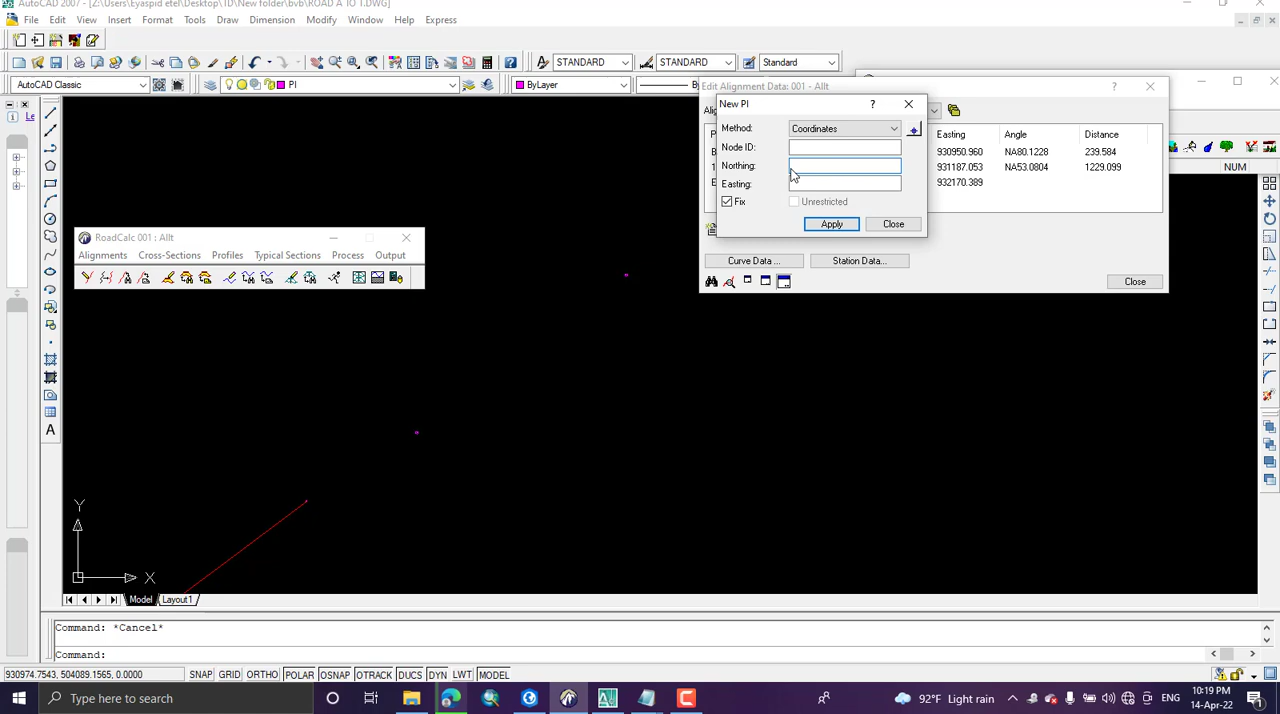 AutoCAD 2007 - [Z:\Users\Eyaspid etel\Desktop\TD\New folder\bvb\ROAD A TO T.DWG]
File Edit View Insert Format Tools Draw Dimension Modify Image Window Help Express
STANDARD STANDARD Standard
AutoCAD Classic PI ByLayer
Edit Alignment Data: 001 - Allt
New PI
Method: Coordinates
Node ID:
Northing:
Easting:
Fix Unrestricted
Apply Close
Easting Angle Distance
930950.960 NA80.1228 239.584
931187.053 NA53.0804 1229.099
932170.389
NUM
Curve Data ... Station Data...
Close
RoadCalc 001 : Allt
Alignments Cross-Sections Profiles Typical Sections Process Output
Y
X
Model Layout1
Command: *Cancel*
Command:
930974.7543, 504089.1565, 0.0000 SNAP GRID ORTHO POLAR OSNAP OTRACK DUCS DYN LWT MODEL
Type here to search
92°F Light rain
ENG
10:19 PM
14-Apr-22